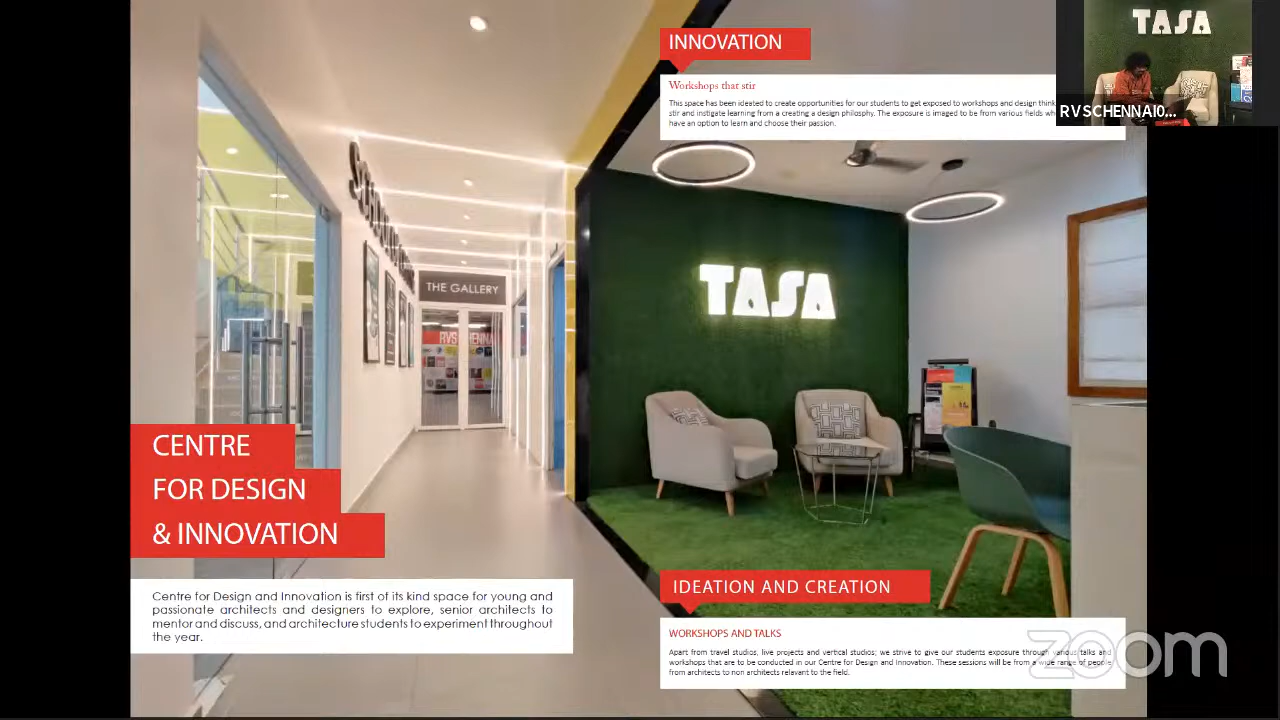 INNOVATION
Workshops that stir
This space has been ideated to create opportunities for our students to get exposed to workshops and design think
stir and instigate learning from a creating a design philosphy. The exposure is imaged to be from various fields
have an option to learn and choose their passion.
TASA
RVSCHENNAI0...
THE GALLERY
RVS CHENNA
TASA
CENTRE
FOR DESIGN
& INNOVATION
Centre for Design and Innovation is first of its kind space for young and
passionate architects and designers to explore, senior architects to
mentor and discuss, and architecture students to experiment throughout
the year.
IDEATION AND CREATION
WORKSHOPS AND TALKS
Apart from travel studios, live projects and vertical studios; we strive to give our students exposure through various talks and
workshops that are to be conducted in our Centre for Design and Innovation. These sessions will be from a wide range of people
from architects to non architects relavant to the field.
zoom